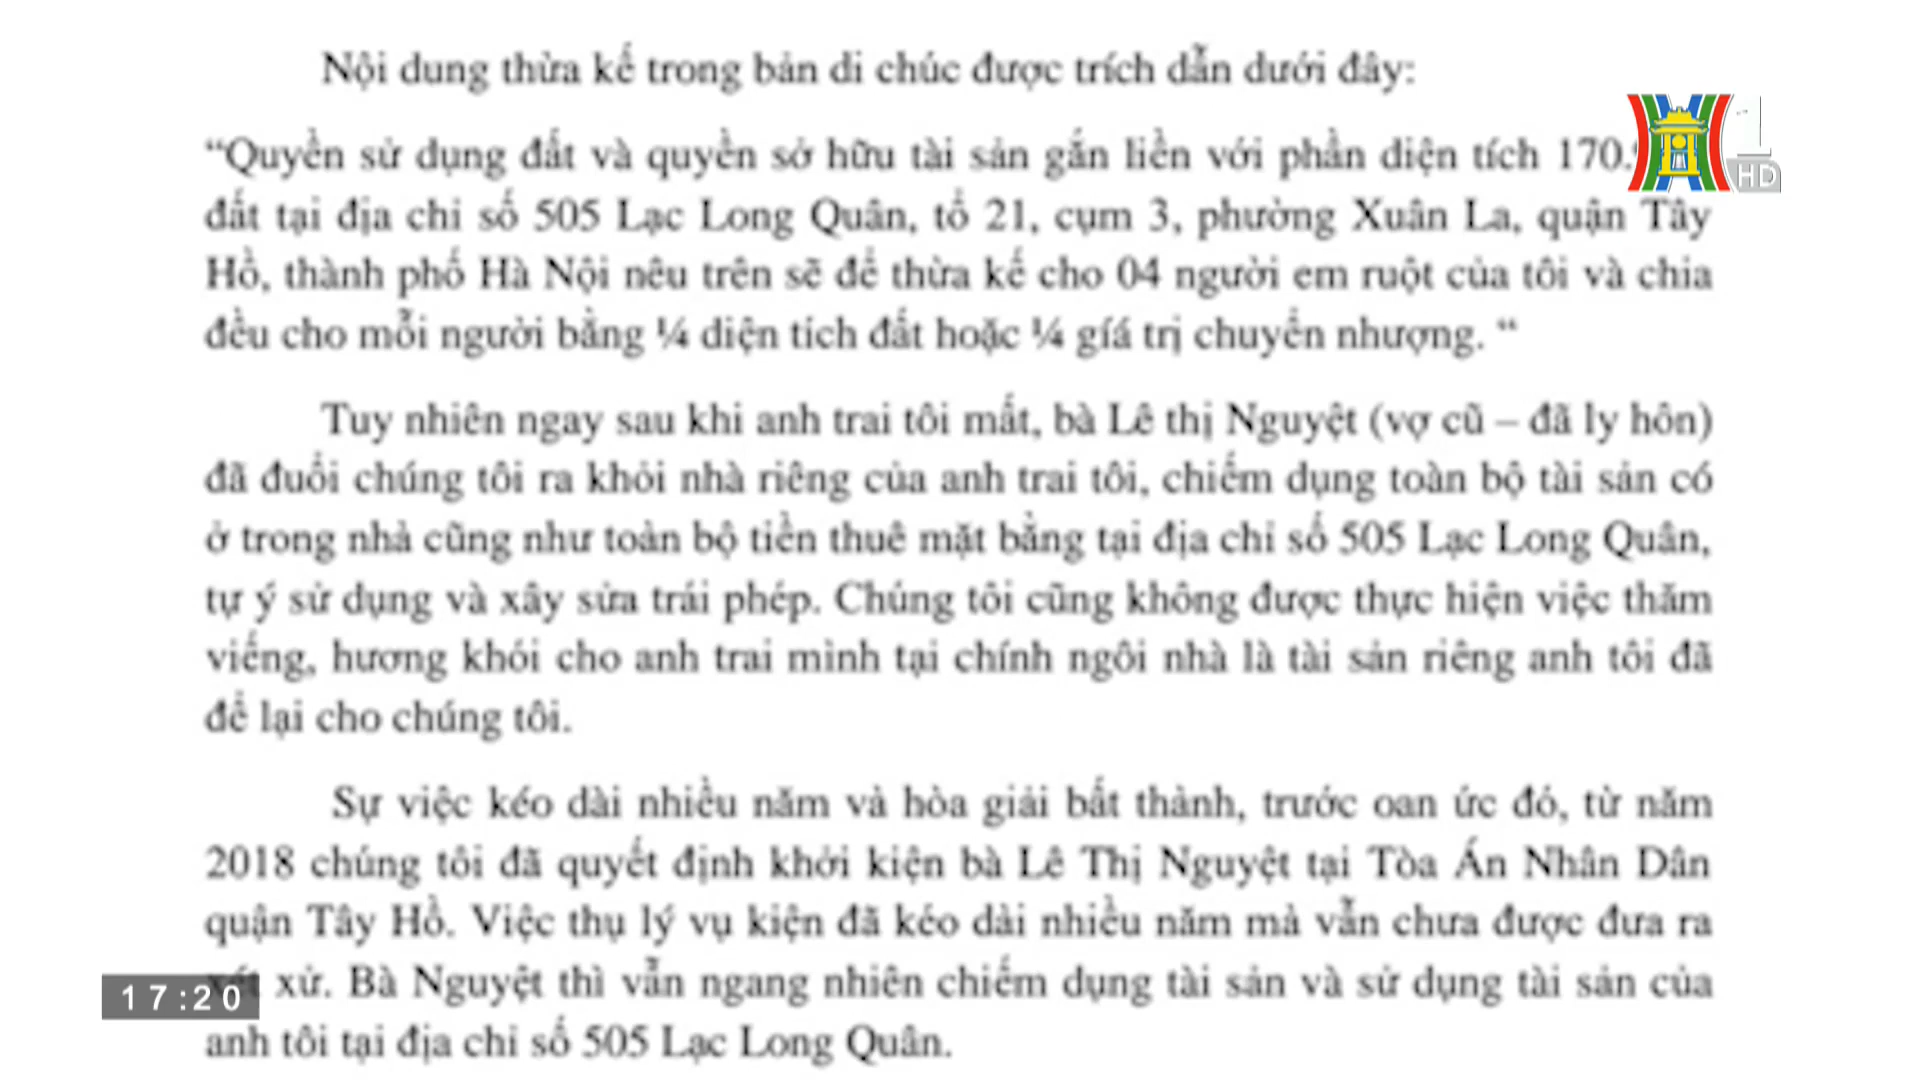 Nội dung thừa kế trong bản di chúc được trích dẫn dưới đây:
“Quyền sử dụng đất và quyền sở hữu tài sản gắn liền với phần diện tích 170.
đất tại địa chỉ số 505 Lạc Long Quân, tổ 21, cụm 3, phường Xuân La, quận Tây
Hồ, thành phố Hà Nội nêu trên sẽ để thừa kế cho 04 người em ruột của tôi và chia
đều cho mỗi người bằng ¼ diện tích đất hoặc ¼ gíá trị chuyển nhượng. “
Tuy nhiên ngay sau khi anh trai tôi mất, bà Lê thị Nguyệt (vợ cũ – đã ly hôn)
đã đuổi chúng tôi ra khỏi nhà riêng của anh trai tôi, chiếm dụng toàn bộ tài sản có
ở trong nhà cũng như toàn bộ tiền thuê mặt bằng tại địa chỉ số 505 Lạc Long Quân,
tự ý sử dụng và xây sửa trái phép. Chúng tôi cũng không được thực hiện việc thăm
viếng, hương khói cho anh trai mình tại chính ngôi nhà là tài sản riêng anh tôi đã
để lại cho chúng tôi.
Sự việc kéo dài nhiều năm và hòa giải bất thành, trước oan ức đó, từ năm
2018 chúng tôi đã quyết định khởi kiện bà Lê Thị Nguyệt tại Tòa Án Nhân Dân
quận Tây Hồ. Việc thụ lý vụ kiện đã kéo dài nhiều năm mà vẫn chưa được đưa ra
xét xử. Bà Nguyệt thì vẫn ngang nhiên chiếm dụng tài sản và sử dụng tài sản của
anh tôi tại địa chỉ số 505 Lạc Long Quân.
1 HD
17:20